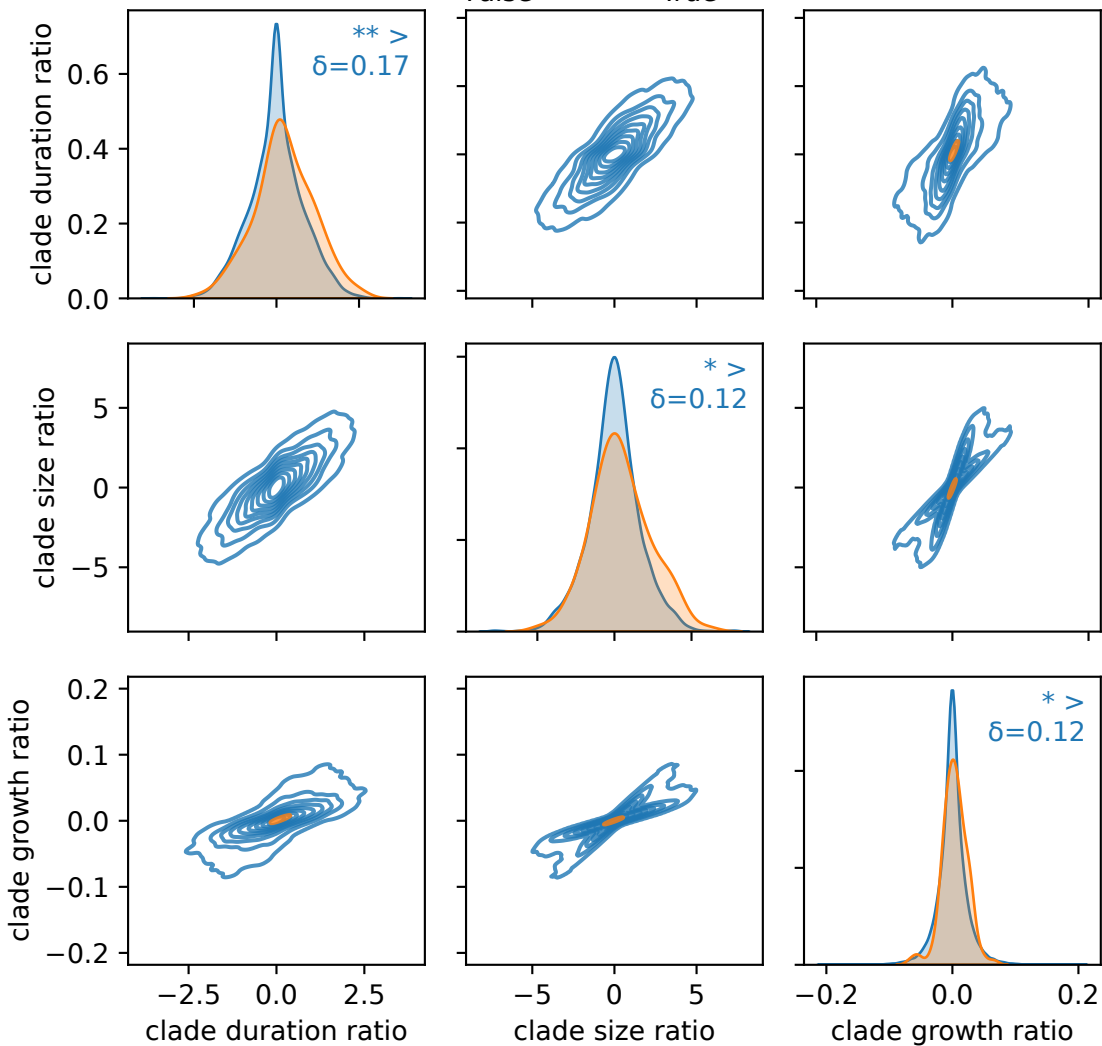 ** >
δ=0.17
clade duration ratio
0.6
0.4
0.2
0.0
* >
δ=0.12
clade size ratio
5
0
−5
* >
δ=0.12
clade growth ratio
0.2
0.1
0.0
−0.1
−0.2
−2.5 0.0 2.5
−5 0 5
−0.2 0.0 0.2
clade duration ratio
clade size ratio
clade growth ratio